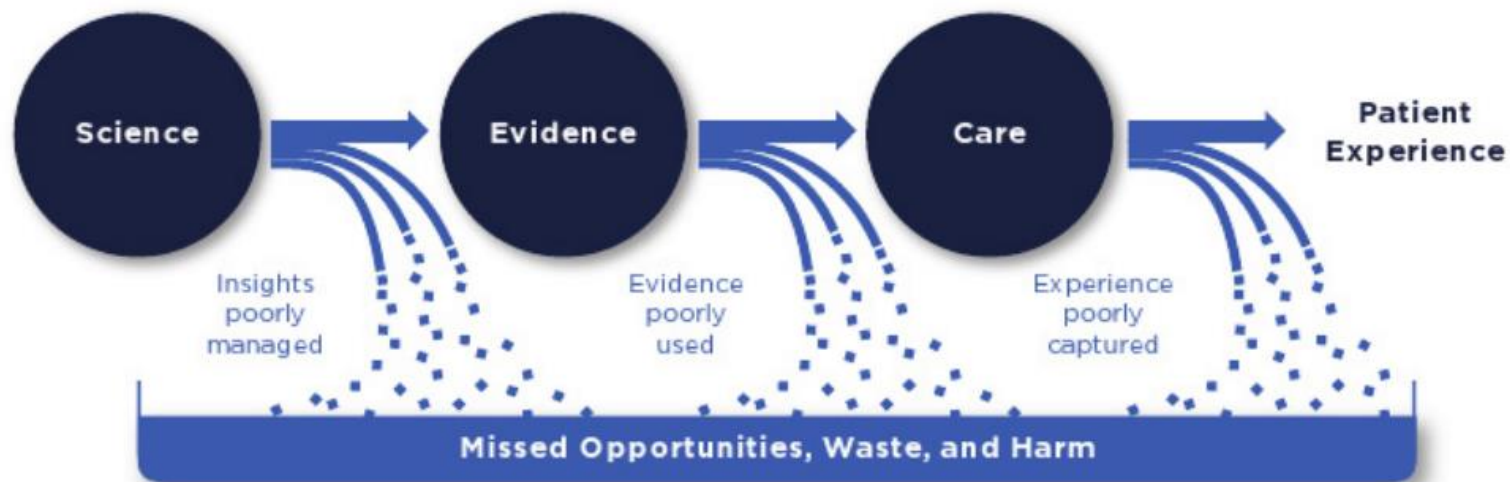 Science
Evidence
Care
Patient
Experience
Insights
poorly
managed
Evidence
poorly
used
Experience
poorly
captured
Missed Opportunities, Waste, and Harm